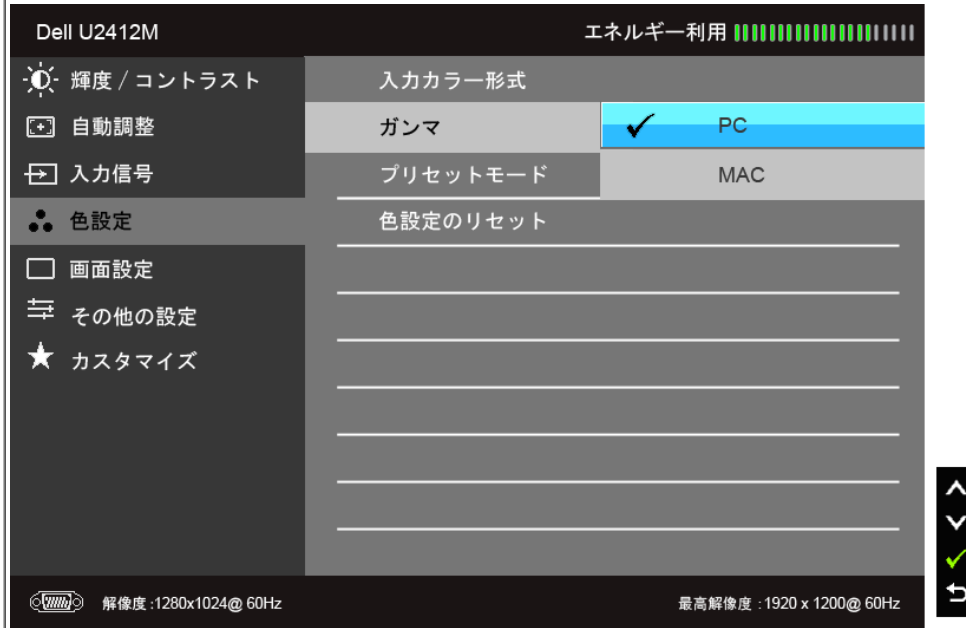 Dell U2412M
エネルギー利用
輝度 / コントラスト
自動調整
入力信号
色設定
画面設定
その他の設定
カスタマイズ
入力カラー形式
ガンマ
PC
プリセットモード
MAC
色設定のリセット
解像度 :1280x1024@ 60Hz
最高解像度 : 1920 x 1200@ 60Hz